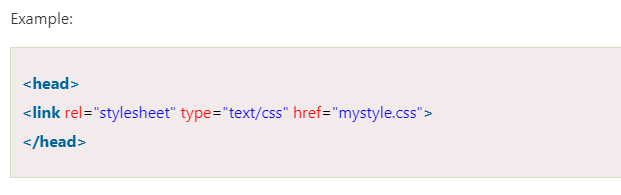 Example:
<head>
<link rel="stylesheet" type="text/css" href="mystyle.css">
</head>